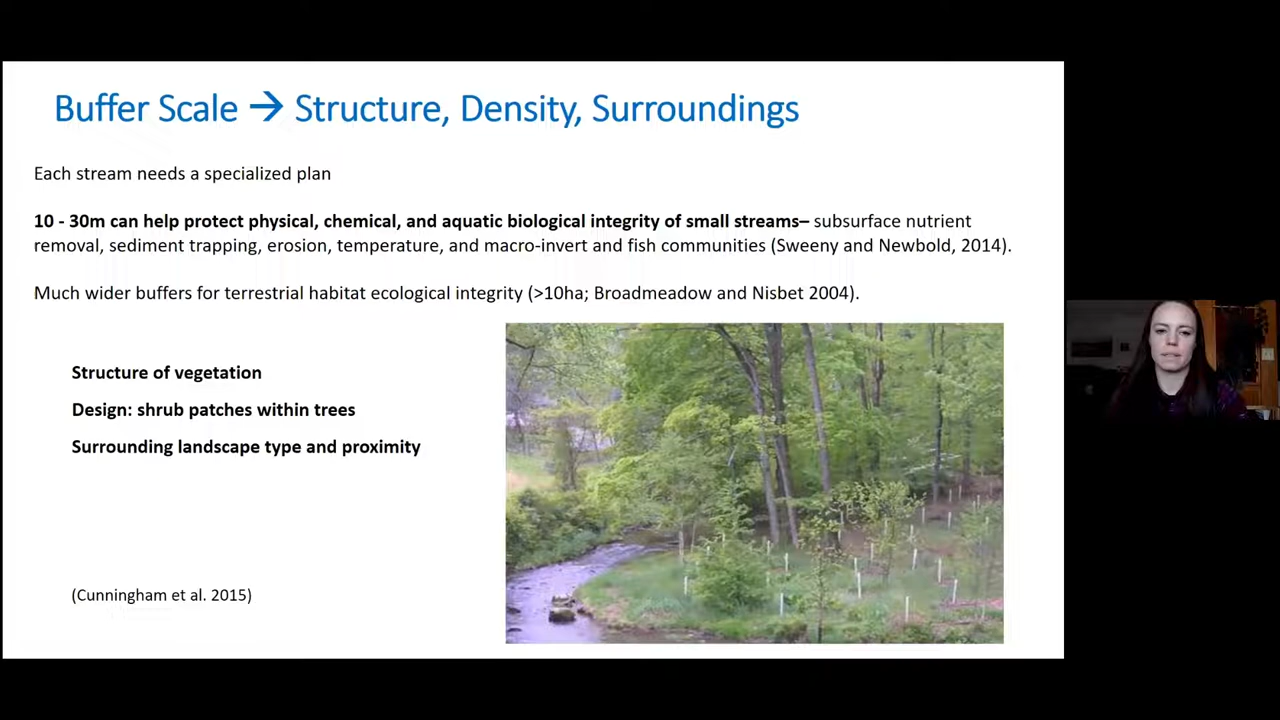 Buffer Scale → Structure, Density, Surroundings
Each stream needs a specialized plan
10 - 30m can help protect physical, chemical, and aquatic biological integrity of small streams– subsurface nutrient
removal, sediment trapping, erosion, temperature, and macro-invert and fish communities (Sweeny and Newbold, 2014).
Much wider buffers for terrestrial habitat ecological integrity (>10ha; Broadmeadow and Nisbet 2004).
Structure of vegetation
Design: shrub patches within trees
Surrounding landscape type and proximity
(Cunningham et al. 2015)